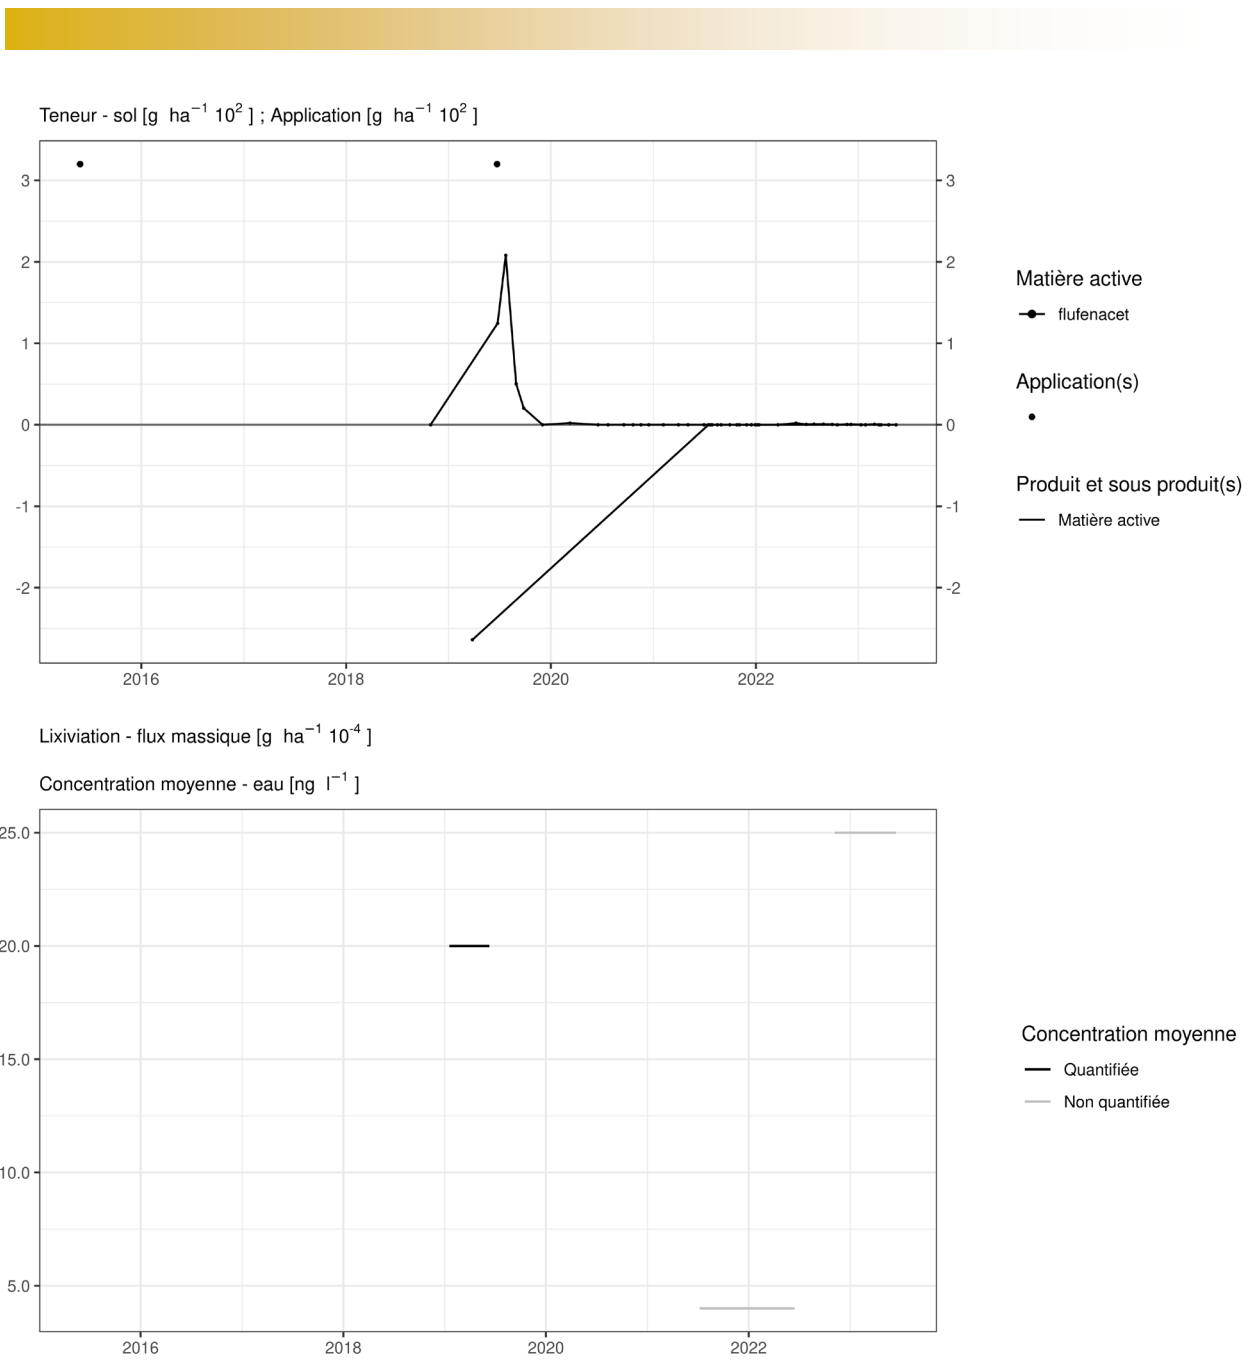 Teneur - sol [g ha−1 102 ] ; Application [g ha−1 102 ]
3
2
1
0
-1
-2
3
2
1
0
-1
-2
2016 2018 2020 2022
Matière active
flufenacet
Application(s)
Produit et sous produit(s)
Matière active
Lixiviation - flux massique [g ha−1 10-4 ]
Concentration moyenne - eau [ng l−1 ]
25.0
20.0
15.0
10.0
5.0
2016 2018 2020 2022
Concentration moyenne
Quantifiée
Non quantifiée